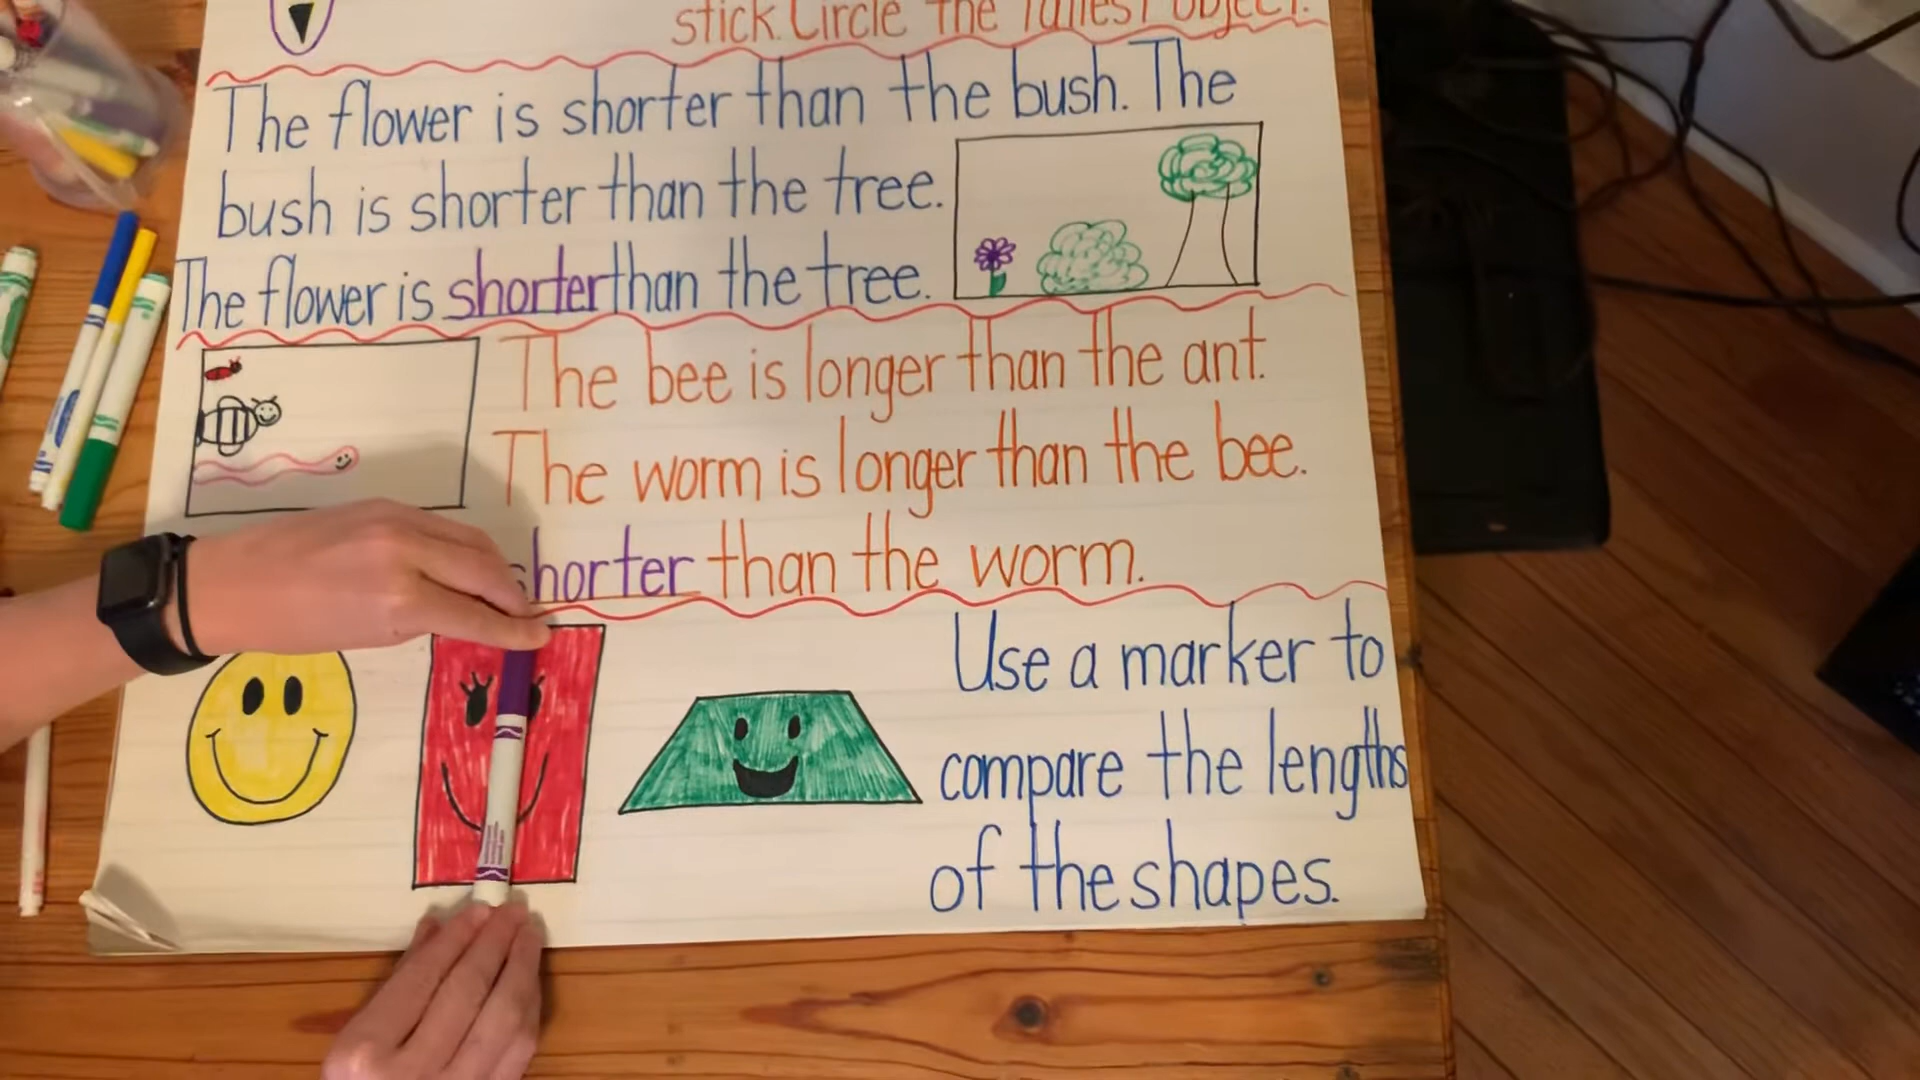 stick. Circle the Tallest object.
The flower is shorter than the bush. The
bush is shorter than the tree.
The flower is shorter than the tree.
The bee is longer than the ant.
The worm is longer than the bee.
shorter than the worm.
Use a marker to
compare the lengths
of the shapes.